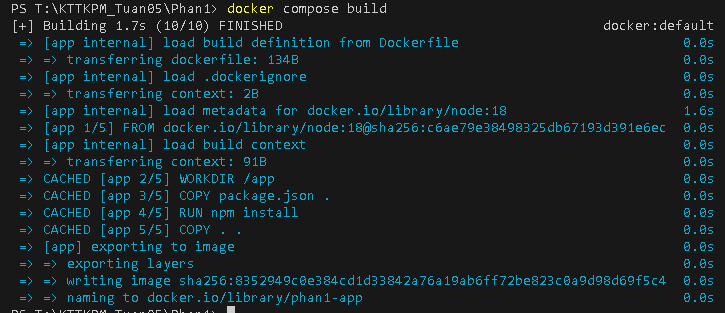 PS T:\KTTKPM_Tuan05\Phan1> docker compose build
[+] Building 1.7s (10/10) FINISHED docker:default
=> [app internal] load build definition from Dockerfile 0.0s
=> => transferring dockerfile: 134B 0.0s
=> [app internal] load .dockerignore 0.0s
=> => transferring context: 2B 0.0s
=> [app internal] load metadata for docker.io/library/node:18 1.6s
=> [app 1/5] FROM docker.io/library/node:18@sha256:c6ae79e38498325db67193d391e6ec 0.0s
=> [app internal] load build context 0.0s
=> => transferring context: 91B 0.0s
=> CACHED [app 2/5] WORKDIR /app 0.0s
=> CACHED [app 3/5] COPY package.json . 0.0s
=> CACHED [app 4/5] RUN npm install 0.0s
=> CACHED [app 5/5] COPY . . 0.0s
=> [app] exporting to image 0.0s
=> => exporting layers 0.0s
=> => writing image sha256:8352949c0e384cd1d33842a76a19ab6ff72be823c0a9d98d69f5c4 0.0s
=> => naming to docker.io/library/phan1-app 0.0s
PS T:\KTTKPM_Tuan05\Phan1>